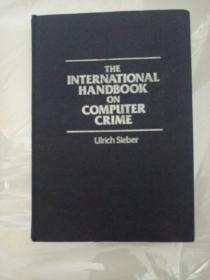 THE
INTERNATIONAL
HANDBOOK
ON
COMPUTER
CRIME
Ulrich Sieber